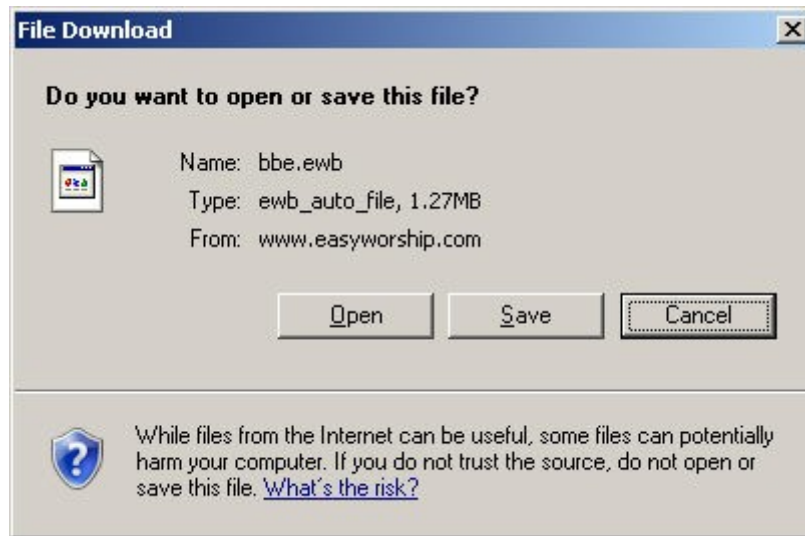 File Download
Do you want to open or save this file?
Name: bbe.ewb
Type: ewb_auto_file, 1.27MB
From: www.easyworship.com
Open Save Cancel
While files from the Internet can be useful, some files can potentially
harm your computer. If you do not trust the source, do not open or
save this file. What's the risk?